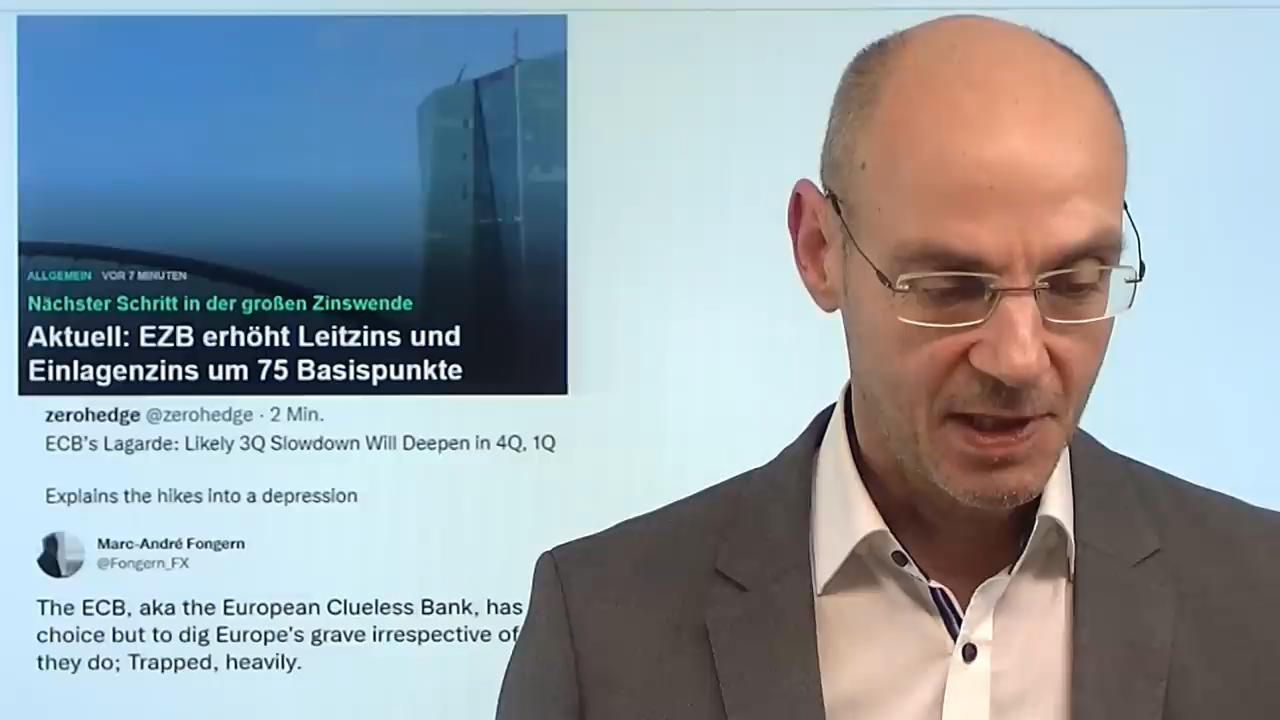 ALLGEMEIN VOR 7 MINUTEN
Nächster Schritt in der großen Zinswende
Aktuell: EZB erhöht Leitzins und
Einlagenzins um 75 Basispunkte
zerohedge @zerohedge · 2 Min.
ECB's Lagarde: Likely 3Q Slowdown Will Deepen in 4Q, 1Q
Explains the hikes into a depression
Marc-André Fongern
@Fongern_FX
The ECB, aka the European Clueless Bank, has
choice but to dig Europe's grave irrespective of
they do; Trapped, heavily.